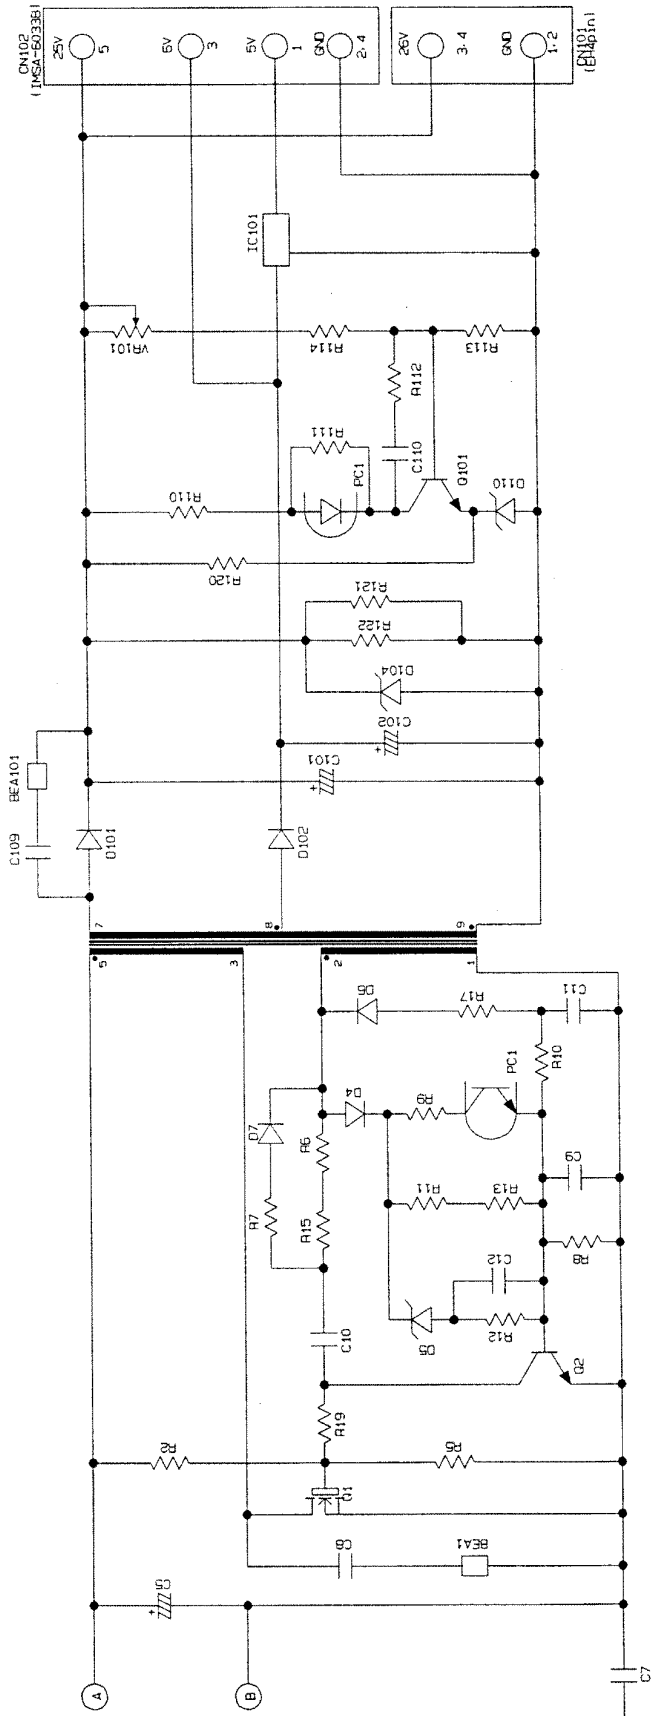 CN102
(IMSA-6033B)
25V
5
6V
3
5V
1
GND
2.4
26V
3.4
GND
1.2
CN101
(EH4pin)
IC101
VR101
R114
R113
R112
R111
C110
PC1
Q101
R110
D110
R120
R121
R122
D104
C102
+
C101
+
BEA101
C109
D101
D102
7
8
9
5
3
2
1
D6
R17
C11
R10
PC1
D4
R9
D7
R6
C9
R7
R15
R11
R13
R8
C12
C10
D5
R12
Q2
R19
R2
R5
Q1
C8
BEA1
C5
+
A
B
C7